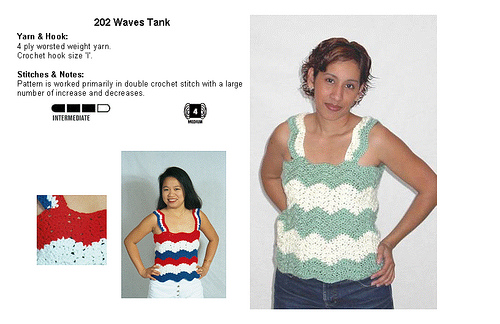 202 Waves Tank
Yarn & Hook:
4 ply worsted weight yarn.
Crochet hook size 'I'.
Stitches & Notes:
Pattern is worked primarily in double crochet stitch with a large
number of increase and decreases.
INTERMEDIATE
4
MEDIUM